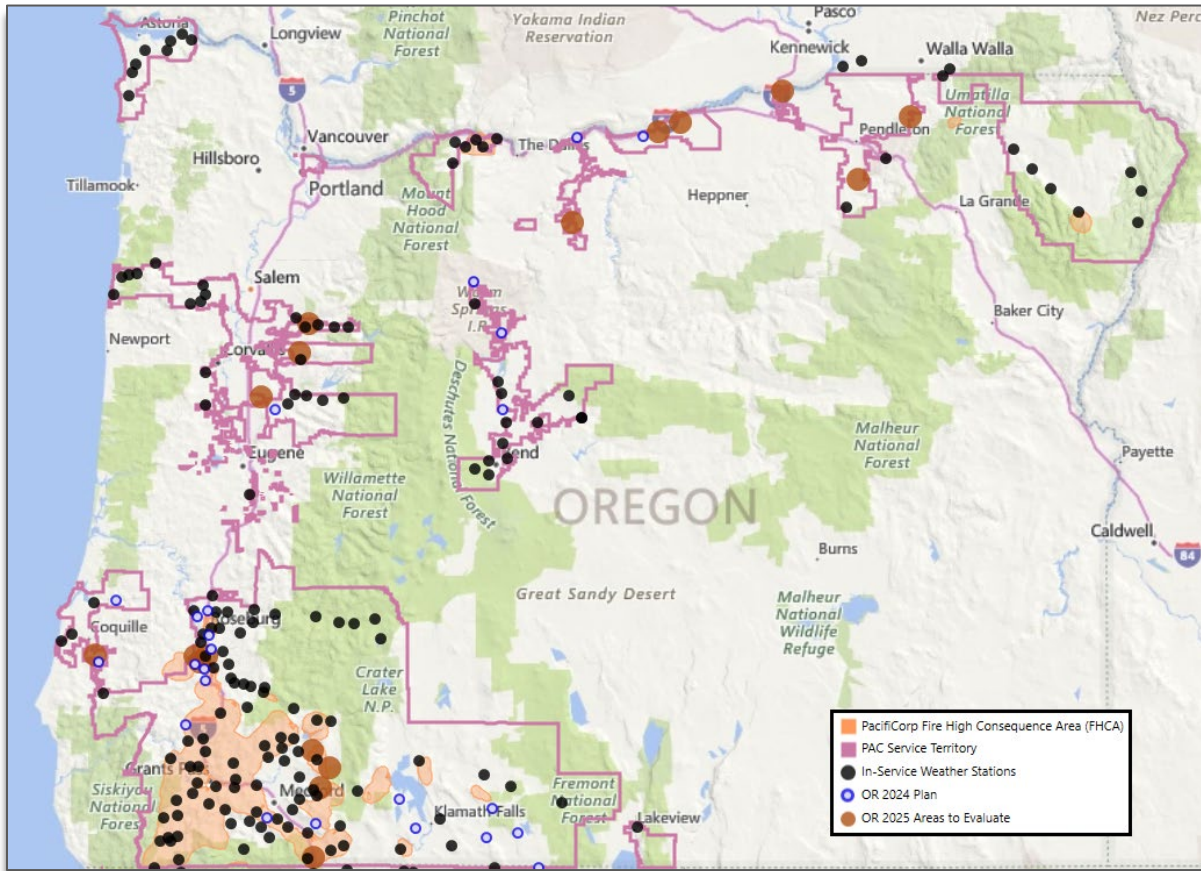 Astoria
Longview
Pinchot
National
Forest
Yakama Indian
Reservation
Pasco
Kennewick
Walla Walla
Nez Perc
5
Vancouver
Hillsboro
Tillamook
Portland
The Dalles
Mount
Hood
National
Forest
Heppner
Pendleton
Umatilla
National
Forest
La Grande
Salem
Newport
Corvallis
Warm
Springs
I.R.
Baker City
Deschutes National Forest
Eugene
Bend
Willamette
National
Forest
Malheur
National
Forest
Payette
OREGON
Caldwell
84
Burns
Great Sandy Desert
Malheur
National
Wildlife
Refuge
Coquille
Roseburg
Crater
Lake
N.P.
Grants Pass
Siskiyou
National
Forest
Medford
Klamath Falls
Fremont
National
Forest
Lakeview
PacifiCorp Fire High Consequence Area (FHCA)
PAC Service Territory
In-Service Weather Stations
OR 2024 Plan
OR 2025 Areas to Evaluate